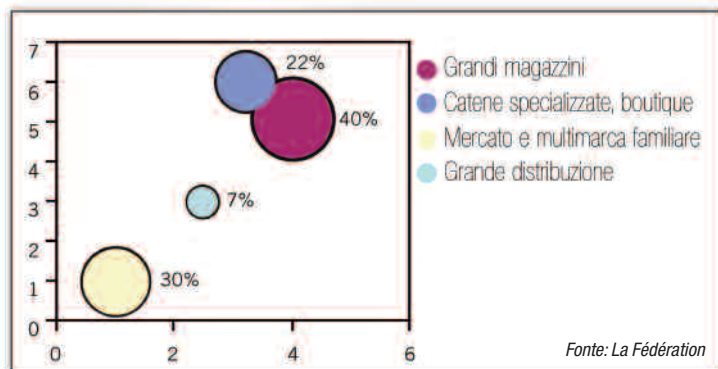 7
6
5
4
3
2
1
0
0 2 4 6
22%
40%
7%
30%
Grandi magazzini
Catene specializzate, boutique
Mercato e multimarca familiare
Grande distribuzione
Fonte: La Fédération